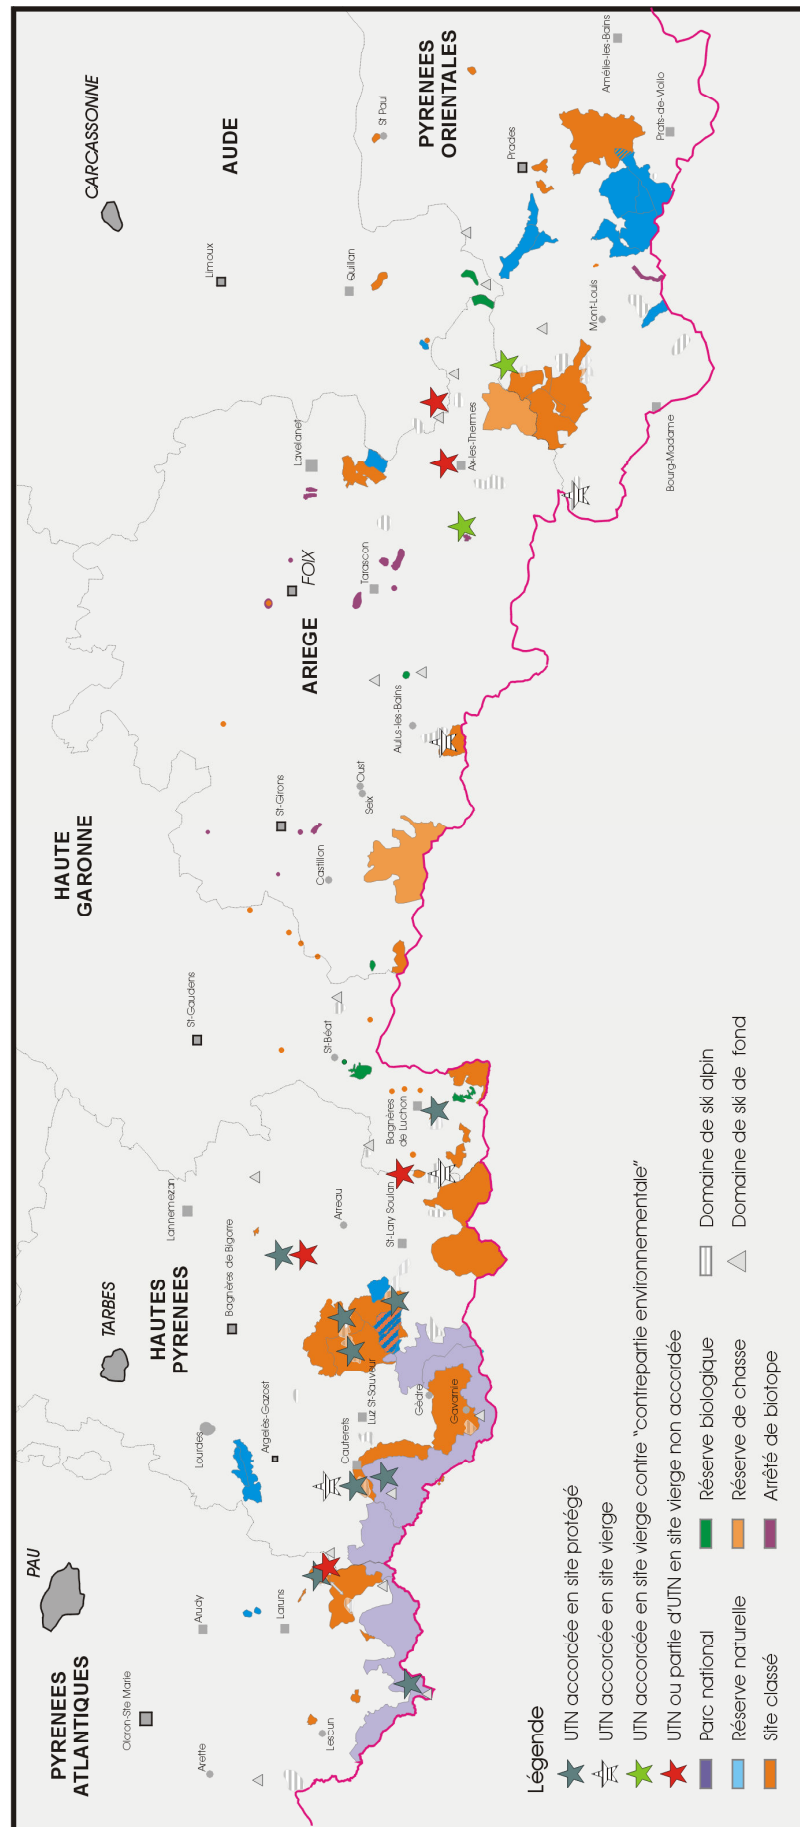 PYRENEES
ATLANTIQUES
PAU
Oloron-Ste Marie
Arette
Arudy
Laruns
Lescun
TARBES
HAUTES
PYRENEES
Lourdes
Argelès-Gazost
Cauterets
Luz St-Sauveur
Gèdre
Gavarnie
Bagnères de Bigorre
Lannemezan
Arreau
St-Lary Soulan
Bagnères
de Luchon
St-Béat
St-Gaudens
HAUTE
GARONNE
St-Girons
Castillon
Seix
Oust
Aulus-les-Bains
ARIEGE
FOIX
Tarascon
Lavelanet
Ax-les-Thermes
CARCASSONNE
AUDE
Limoux
Quillan
St Paul
PYRENEES
ORIENTALES
Prades
Mont-Louis
Bourg-Madame
Amélie-les-Bains
Prats-de-Mollo
Légende
UTN accorcée en site protégé
UTN accorcée en site vierge
UTN accorcée en site vierge contre "contrepartie environnementale"
UTN ou partie d'UTN en site vierge non accordée
Parc national
Réserve naturelle
Site classé
Réserve biologique
Réserve de chasse
Arrêté de biotope
Domaine de ski alpin
Domaine de ski de fond